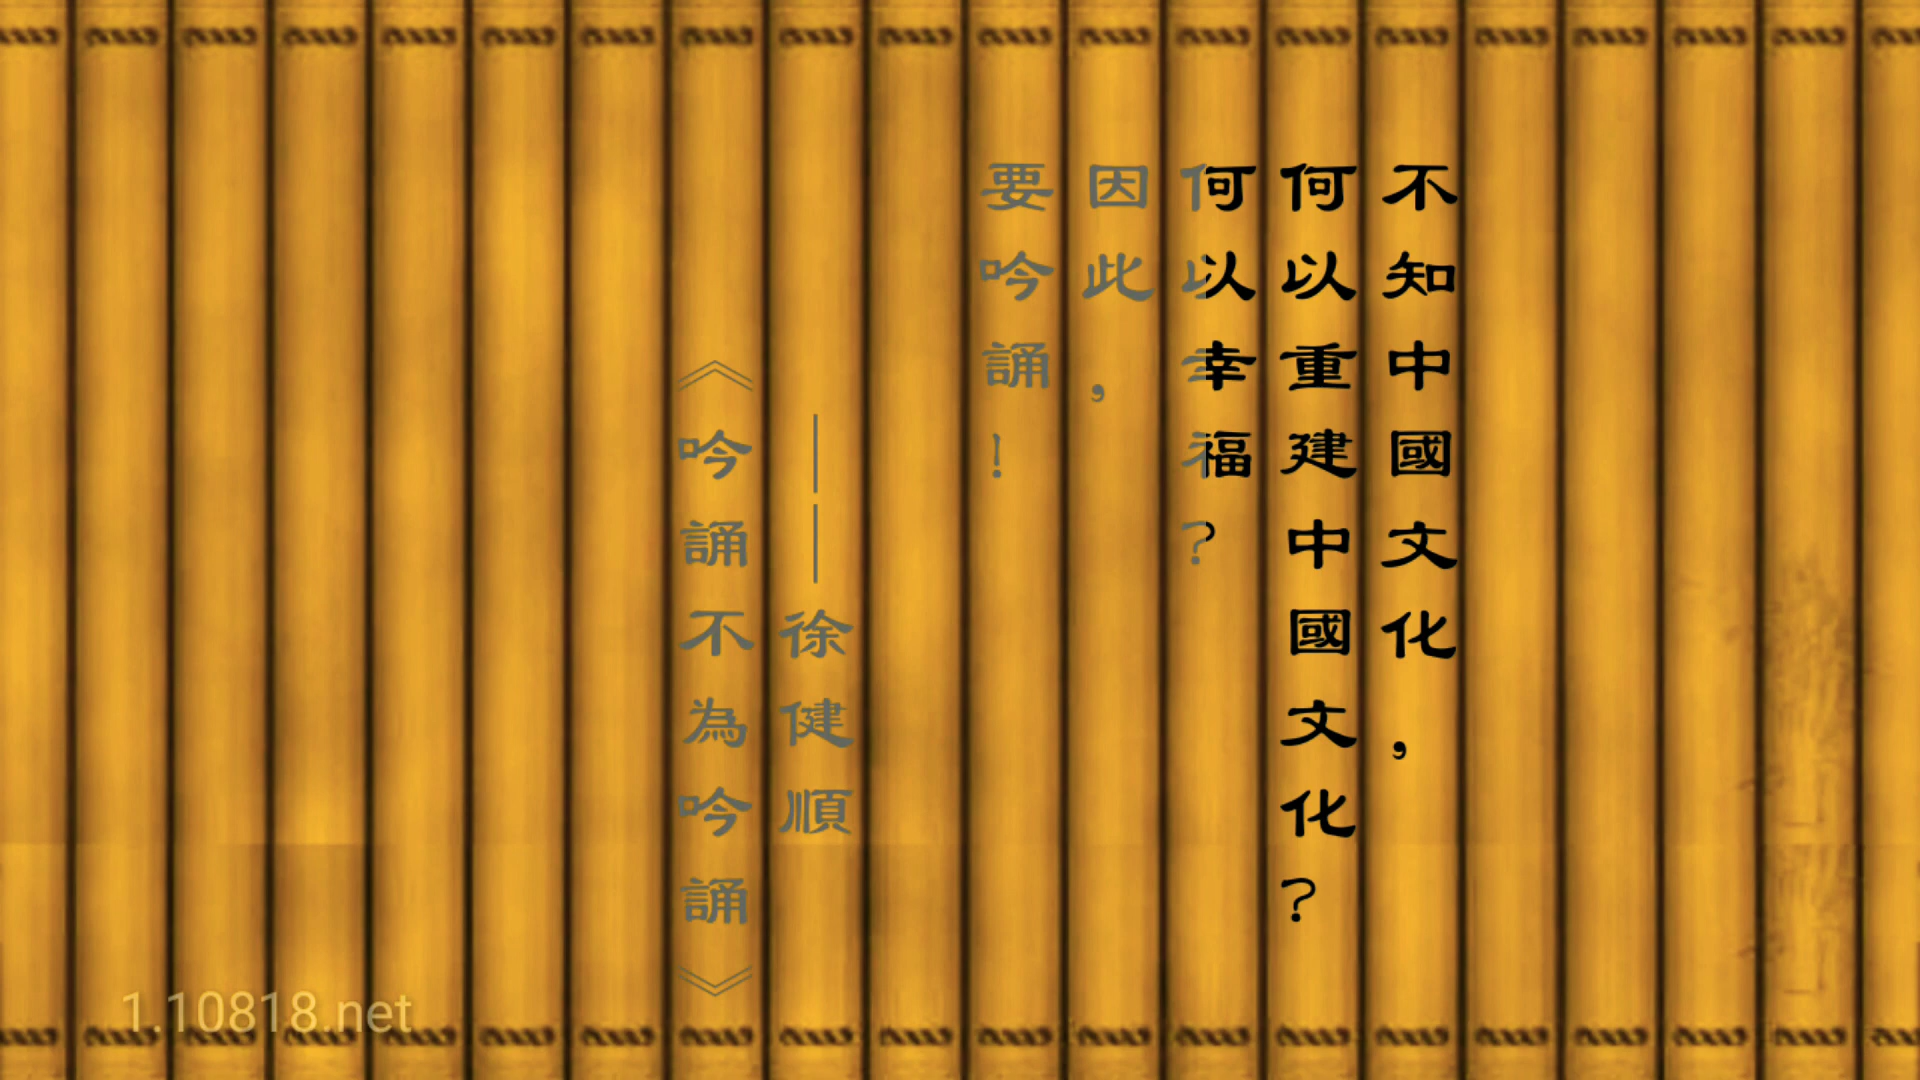 不知中國文化，
何以重建中國文化？
何以幸福？
因此，
要吟誦！
——徐健順
《吟誦不為吟誦》
1.10818.net